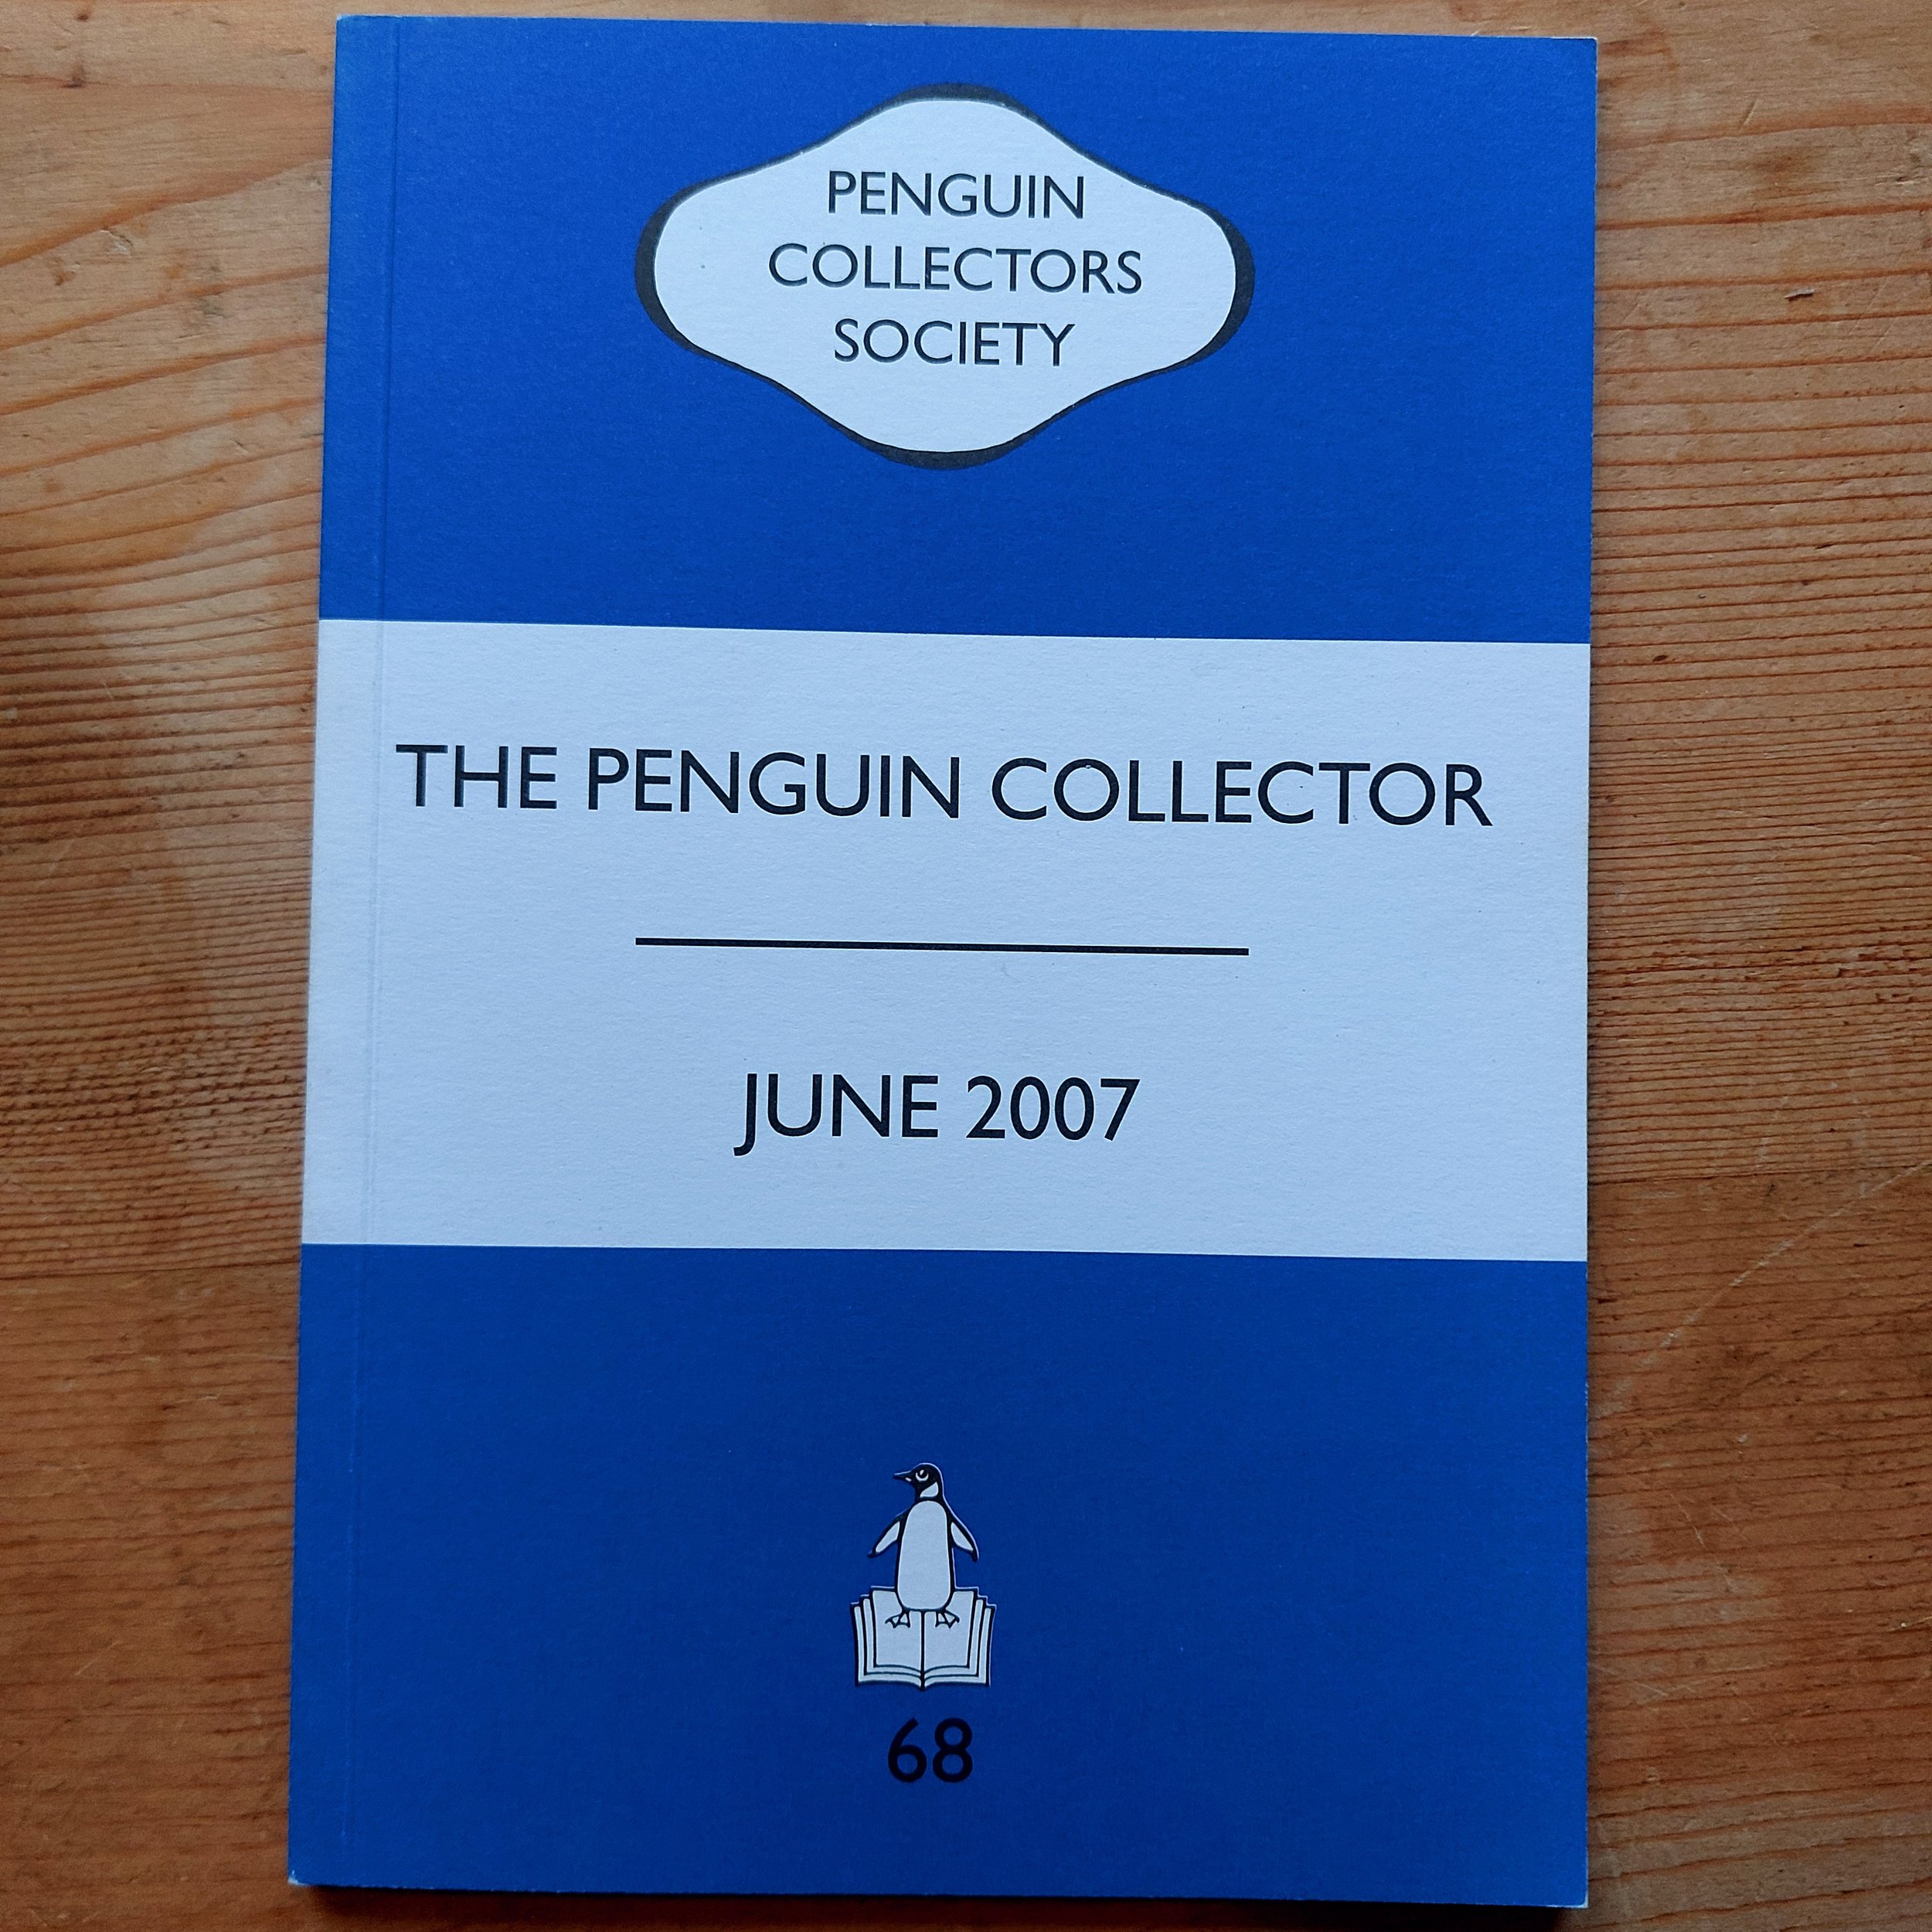 PENGUIN
COLLECTORS
SOCIETY
THE PENGUIN COLLECTOR
JUNE 2007
68